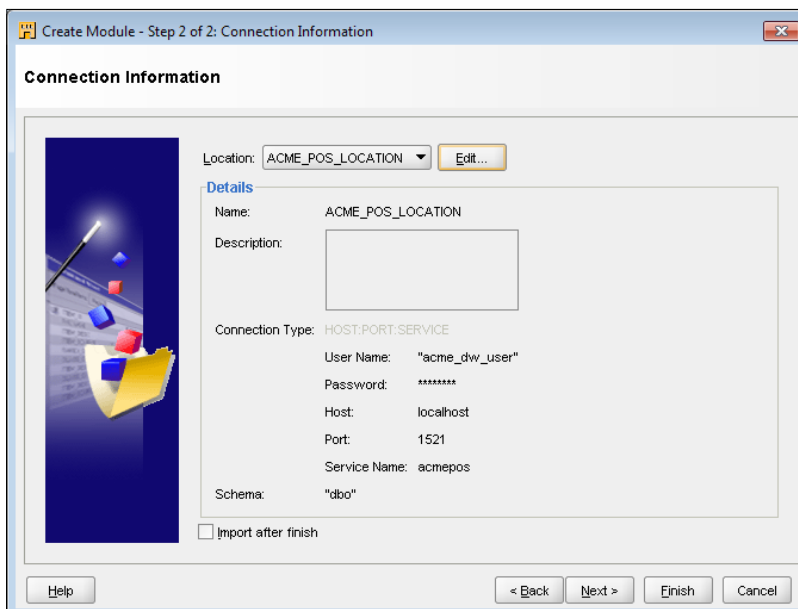 Create Module - Step 2 of 2: Connection Information
Connection Information
Location: ACME_POS_LOCATION Edit...
Details
Name: ACME_POS_LOCATION
Description:
Connection Type: HOST:PORT:SERVICE
User Name: "acme_dw_user"
Password: ********
Host: localhost
Port: 1521
Service Name: acmepos
Schema: "dbo"
Import after finish
Help < Back Next > Finish Cancel